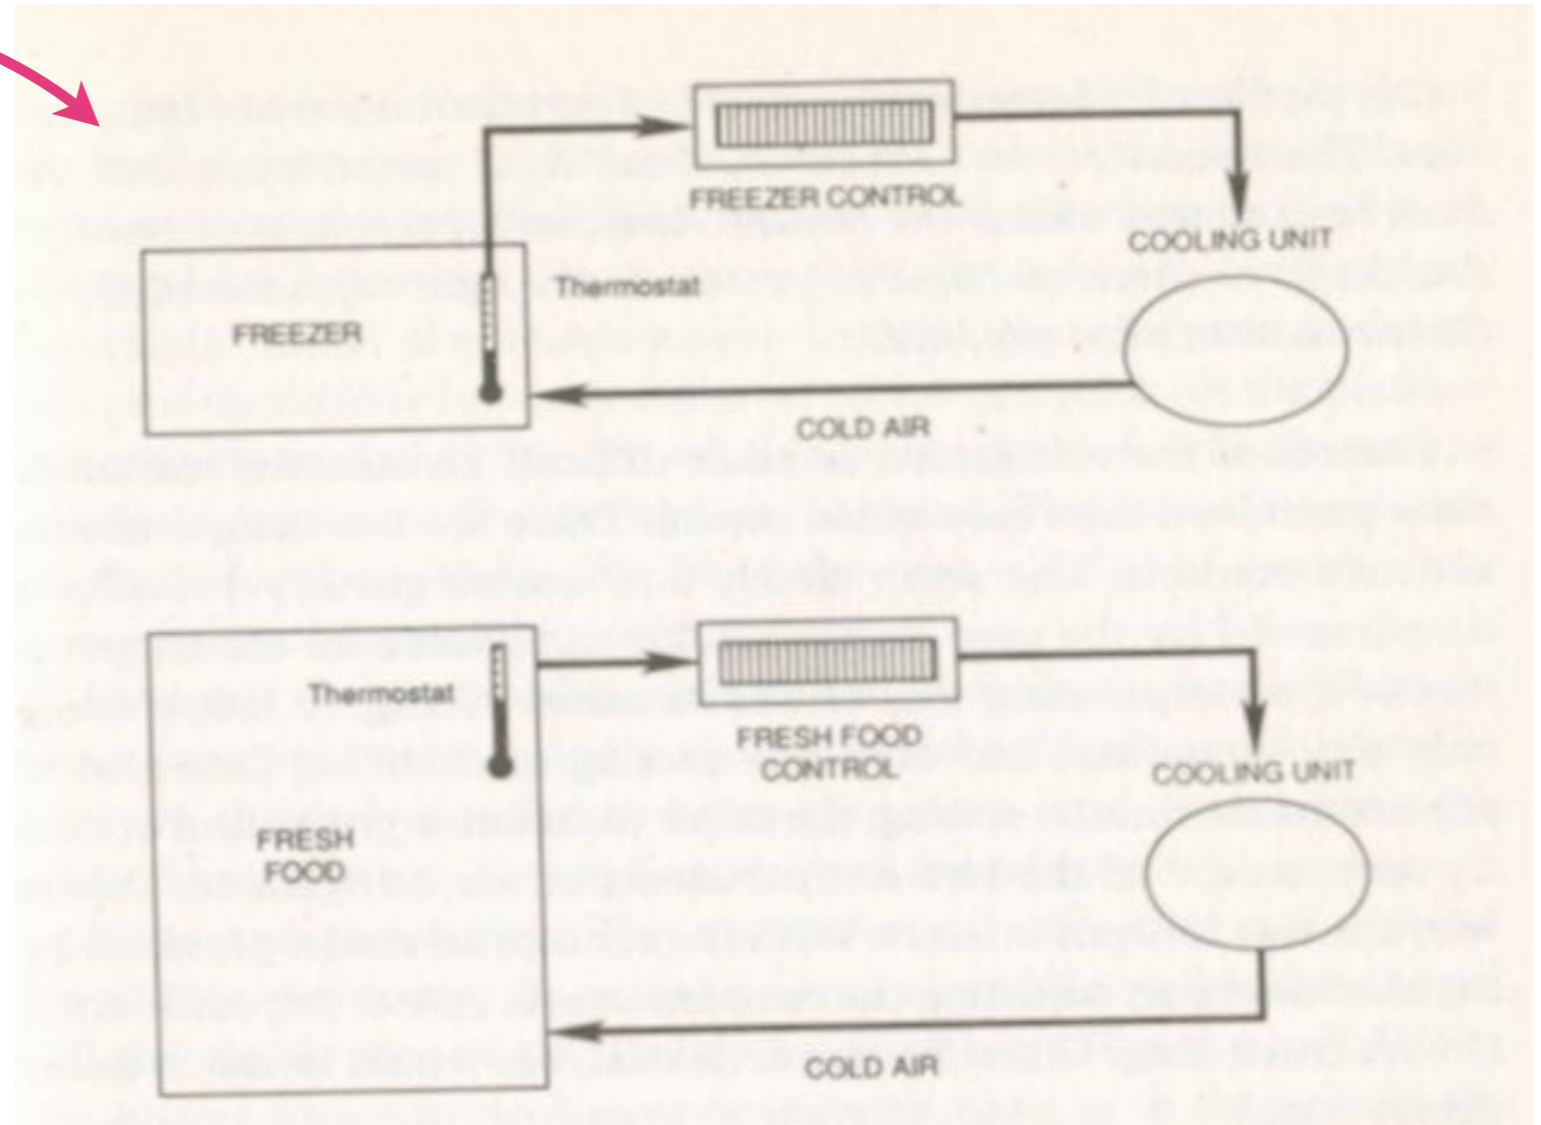 FREEZER CONTROL
COOLING UNIT
Thermostat
FREEZER
COLD AIR
Thermostat
FRESH FOOD
CONTROL
COOLING UNIT
FRESH
FOOD
COLD AIR